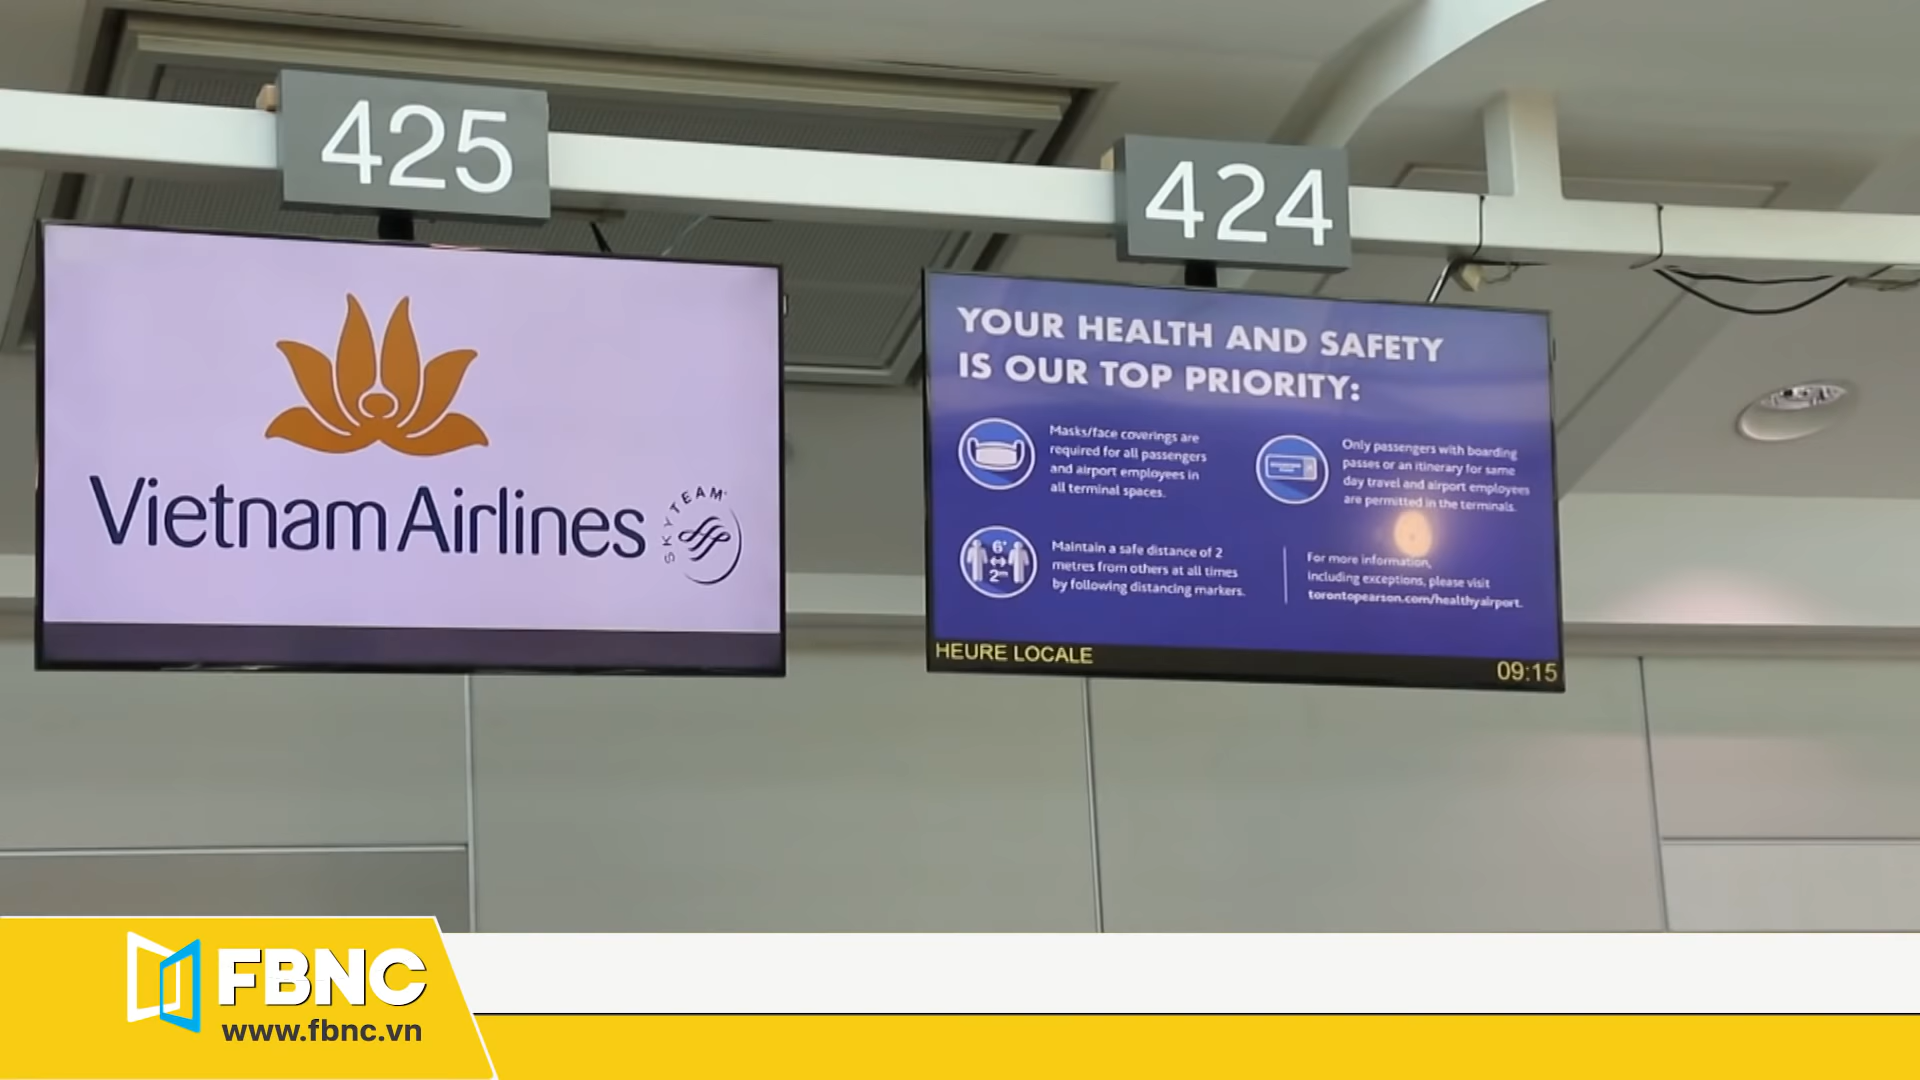 425
424
Vietnam Airlines
SKYTEAM
YOUR HEALTH AND SAFETY
IS OUR TOP PRIORITY:
Masks/face coverings are
required for all passengers
and airport employees in
all terminal spaces.
Only passengers with boarding
passes or an itinerary for same
day travel and airport employees
are permitted in the terminals.
6'
2m
Maintain a safe distance of 2
metres from others at all times
by following distancing markers.
For more information,
including exceptions, please visit
torontopearson.com/healthyairport.
HEURE LOCALE
09:15
FBNC
www.fbnc.vn